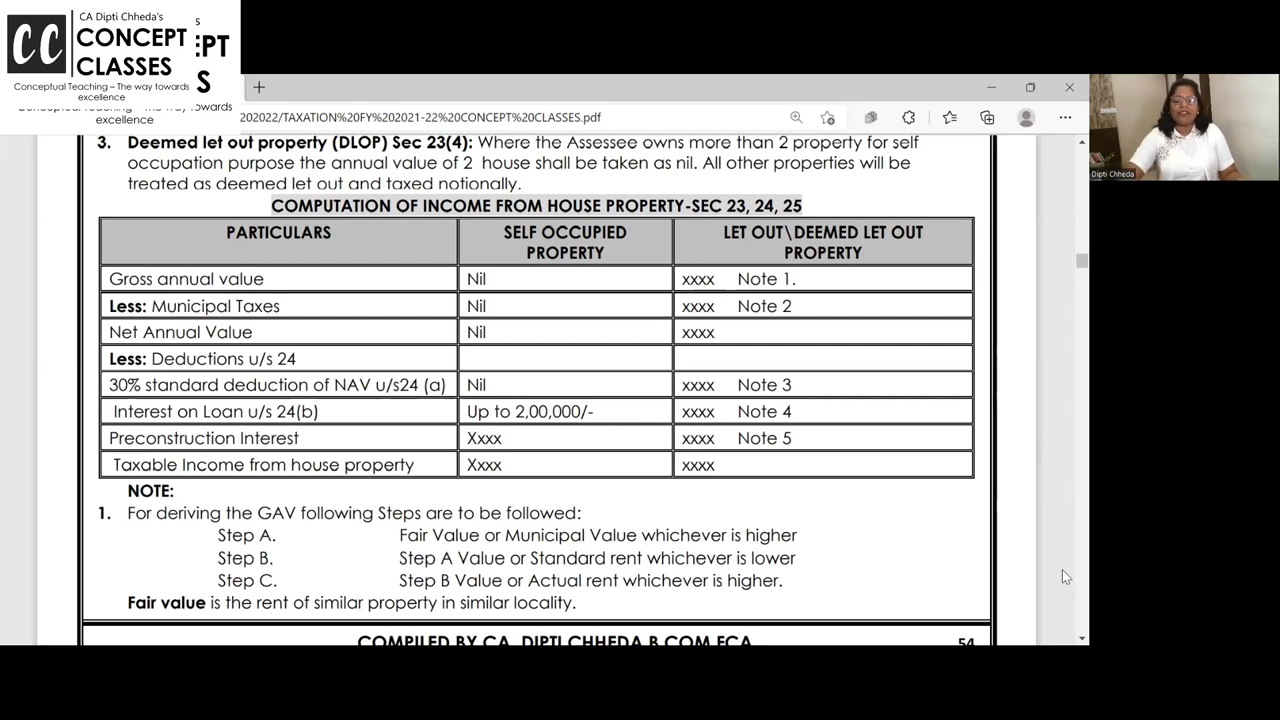 CA Dipti Chheda's
CC
CONCEPT
CLASSES
Conceptual Teaching – The way towards
excellence
s
EPT
S
Conceptual Teaching – The way towards
excellence
202022/TAXATION%20FY%202021-22%20CONCEPT%20CLASSES.pdf
Dipti Chheda
3. Deemed let out property (DLOP) Sec 23(4): Where the Assessee owns more than 2 property for self
occupation purpose the annual value of 2 house shall be taken as nil. All other properties will be
treated as deemed let out and taxed notionally.
COMPUTATION OF INCOME FROM HOUSE PROPERTY-SEC 23, 24, 25
PARTICULARS SELF OCCUPIED PROPERTY LET OUT\DEEMED LET OUT PROPERTY
Gross annual value Nil xxxx Note 1.
Less: Municipal Taxes Nil xxxx Note 2
Net Annual Value Nil xxxx
Less: Deductions u/s 24
30% standard deduction of NAV u/s24 (a) Nil xxxx Note 3
Interest on Loan u/s 24(b) Up to 2,00,000/- xxxx Note 4
Preconstruction Interest Xxxx xxxx Note 5
Taxable Income from house property Xxxx xxxx
NOTE:
1. For deriving the GAV following Steps are to be followed:
Step A. Fair Value or Municipal Value whichever is higher
Step B. Step A Value or Standard rent whichever is lower
Step C. Step B Value or Actual rent whichever is higher.
Fair value is the rent of similar property in similar locality.
COMPILED BY CA. DIPTI CHHEDA B.COM FCA 54